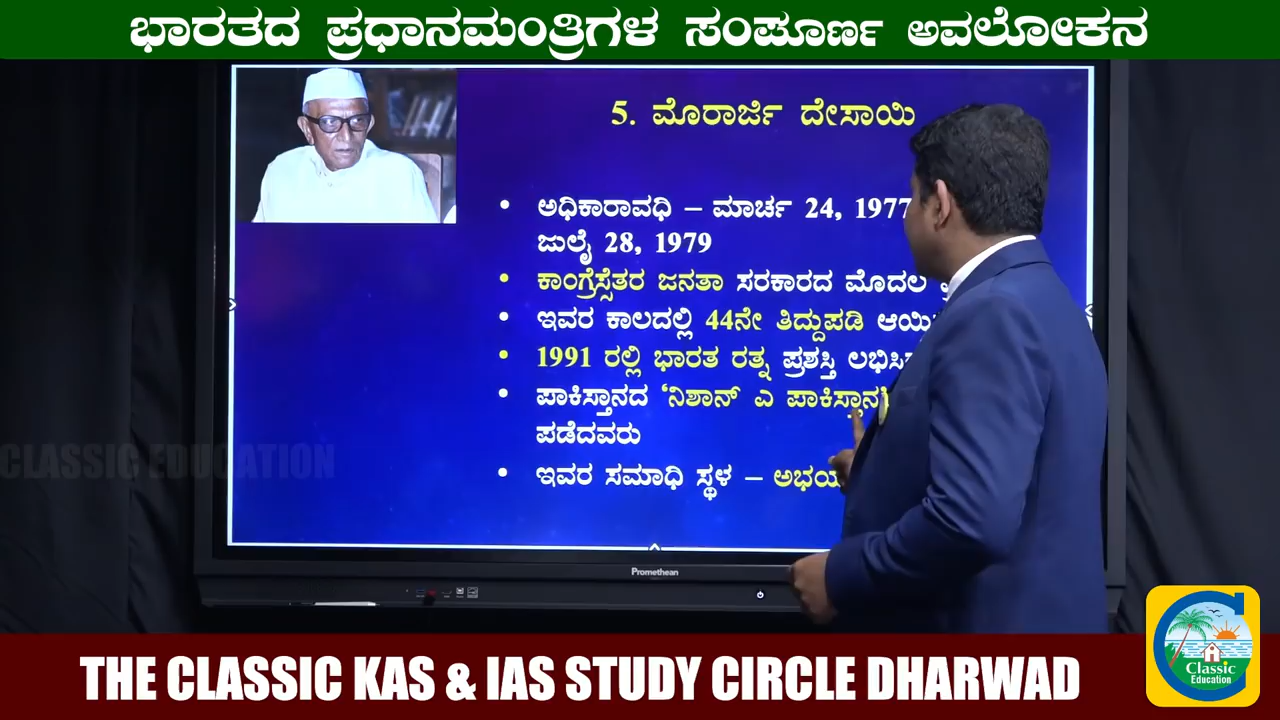 ಭಾರತದ ಪ್ರಧಾನಮಂತ್ರಿಗಳ ಸಂಪೂರ್ಣ ಅವಲೋಕನ
5. ಮೊರಾರ್ಜಿ ದೇಸಾಯಿ
• ಅಧಿಕಾರಾವಧಿ – ಮಾರ್ಚ 24, 1977
ಜುಲೈ 28, 1979
• ಕಾಂಗ್ರೆಸ್ಸೆತರ ಜನತಾ ಸರಕಾರದ ಮೊದಲ
• ಇವರ ಕಾಲದಲ್ಲಿ 44ನೇ ತಿದ್ದುಪಡಿ
• 1991 ರಲ್ಲಿ ಭಾರತ ರತ್ನ ಪ್ರಶಸ್ತಿ
• ಪಾಕಿಸ್ತಾನದ ‘ನಿಶಾನ್ ಎ ಪಾಕಿಸ್ತಾನ’
ಪಡೆದವರು
• ಇವರ ಸಮಾಧಿ ಸ್ಥಳ –
CLASSIC EDUCATION
Promethean
THE CLASSIC KAS & IAS STUDY CIRCLE DHARWAD
Classic
Education